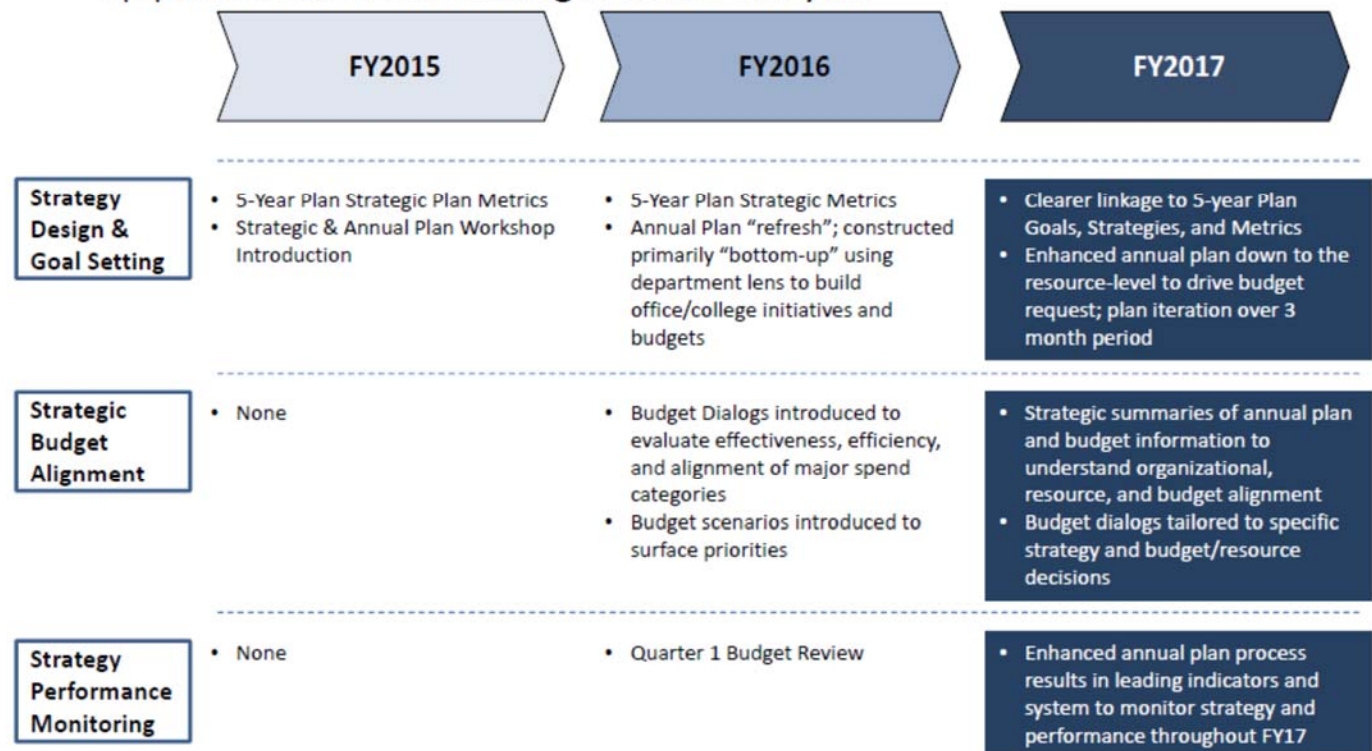 FY2015
FY2016
FY2017
Strategy
Design &
Goal Setting
• 5-Year Plan Strategic Plan Metrics
• Strategic & Annual Plan Workshop
Introduction
• 5-Year Plan Strategic Metrics
• Annual Plan “refresh”; constructed
primarily “bottom-up” using
department lens to build
office/college initiatives and
budgets
• Clearer linkage to 5-year Plan
Goals, Strategies, and Metrics
• Enhanced annual plan down to the
resource-level to drive budget
request; plan iteration over 3
month period
Strategic
Budget
Alignment
• None
• Budget Dialogs introduced to
evaluate effectiveness, efficiency,
and alignment of major spend
categories
• Budget scenarios introduced to
surface priorities
• Strategic summaries of annual plan
and budget information to
understand organizational,
resource, and budget alignment
• Budget dialogs tailored to specific
strategy and budget/resource
decisions
Strategy
Performance
Monitoring
• None
• Quarter 1 Budget Review
• Enhanced annual plan process
results in leading indicators and
system to monitor strategy and
performance throughout FY17